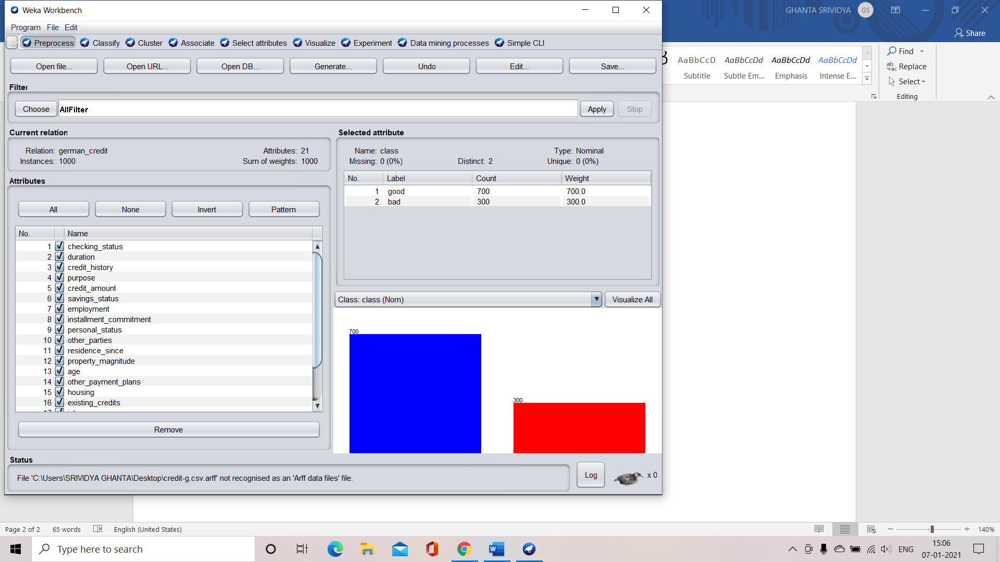 Weka Workbench
GHANTA SRIVIDYA GS
Program File Edit
Share
Preprocess Classify Cluster Associate Select attributes Visualize Experiment Data mining processes Simple CLI
Open file... Open URL... Open DB... Generate... Undo Edit... Save...
AaBbCcD AaBbCcDd AaBbCcDd AaBbCcDd
Subtitle Subtle Em... Emphasis Intense E...
Find
Replace
Select
Editing
Filter
Choose AllFilter Apply Stop
Current relation
Relation: german_credit Attributes: 21
Instances: 1000 Sum of weights: 1000
Selected attribute
Name: class Type: Nominal
Missing: 0 (0%) Distinct: 2 Unique: 0 (0%)
No. Label Count Weight
1 good 700 700.0
2 bad 300 300.0
Attributes
All None Invert Pattern
No. Name
1 checking_status
2 duration
3 credit_history
4 purpose
5 credit_amount
6 savings_status
7 employment
8 installment_commitment
9 personal_status
10 other_parties
11 residence_since
12 property_magnitude
13 age
14 other_payment_plans
15 housing
16 existing_credits
Remove
Class: class (Nom) Visualize All
700
300
Status
File 'C:\Users\SRIVIDYA GHANTA\Desktop\credit-g.csv.arff' not recognised as an 'Arff data files' file.
Log x 0
Page 2 of 2 65 words English (United States) 140%
Type here to search
ENG
15:06
07-01-2021